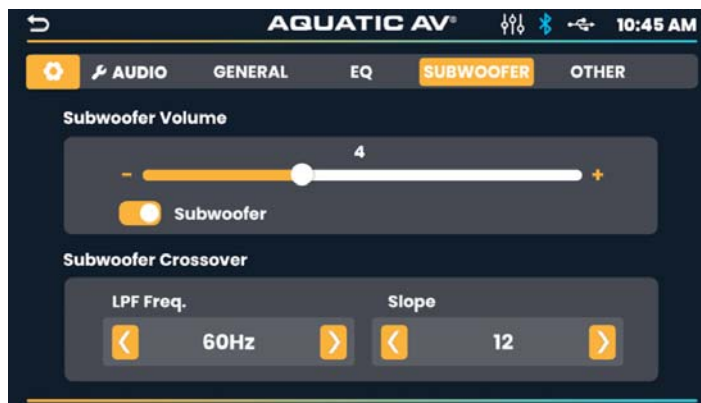 AQUATIC AV® 10:45 AM
AUDIO GENERAL EQ SUBWOOFER OTHER
Subwoofer Volume
4
- +
Subwoofer
Subwoofer Crossover
LPF Freq. Slope
60Hz 12